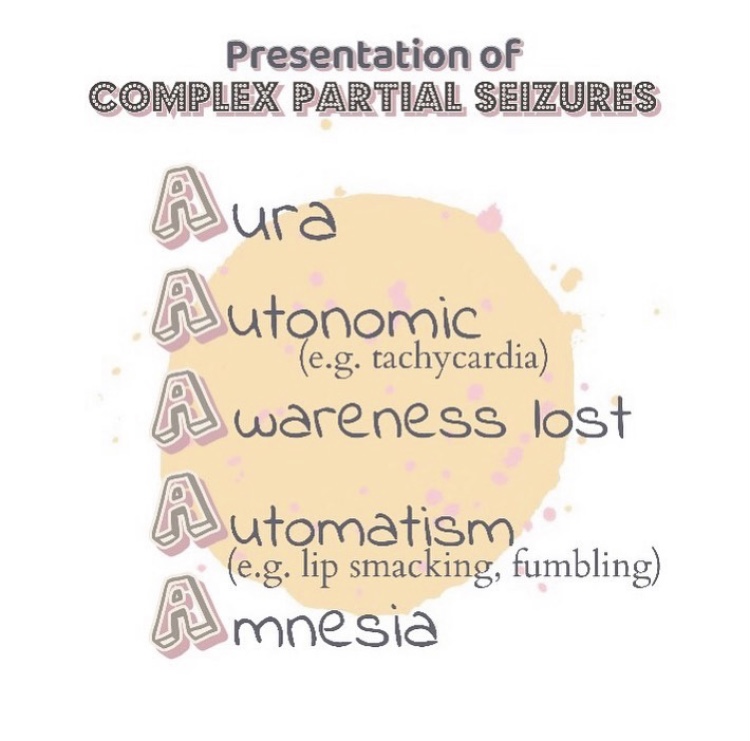 Presentation of
COMPLEX PARTIAL SEIZURES
Aura
Autonomic
(e.g. tachycardia)
Awareness lost
Automatism
(e.g. lip smacking, fumbling)
Amnesia